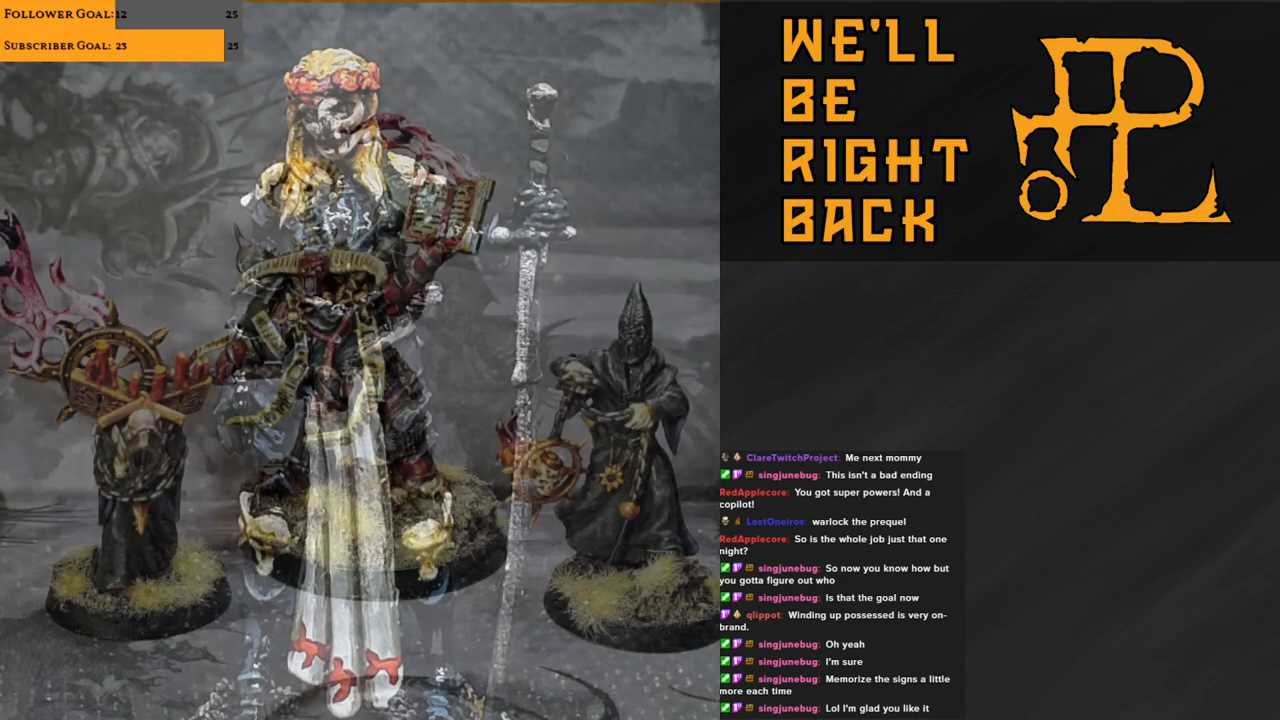 FOLLOWER GOAL: 12 25
SUBSCRIBER GOAL: 23 25
WE'LL
BE
RIGHT
BACK
ClareTwitchProject: Me next mommy
singjunebug: This isn't a bad ending
RedApplecore: You got super powers! And a
copilot!
LostOneiros: warlock the prequel
RedApplecore: So is the whole job just that one
night?
singjunebug: So now you know how but
you gotta figure out who
singjunebug: Is that the goal now
qlippot: Winding up possessed is very on-
brand.
singjunebug: Oh yeah
singjunebug: I'm sure
singjunebug: Memorize the signs a little
more each time
singjunebug: Lol I'm glad you like it